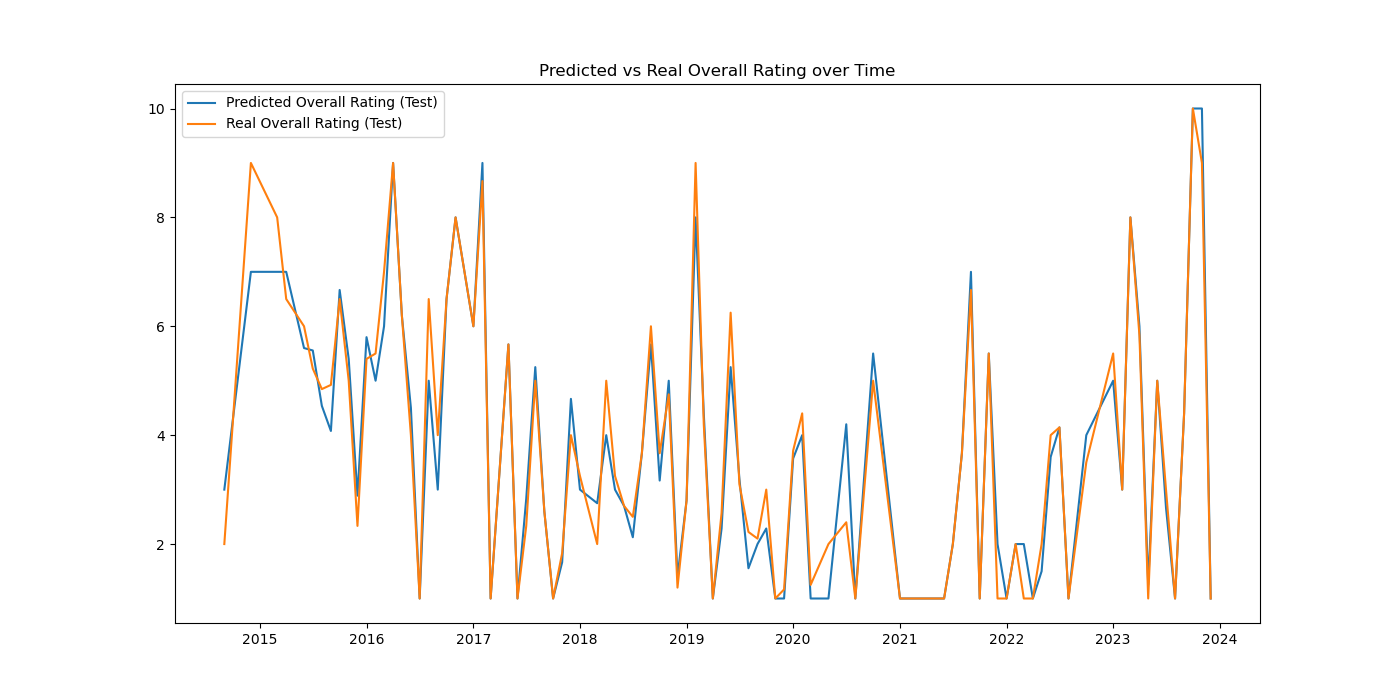 Predicted vs Real Overall Rating over Time
Predicted Overall Rating (Test)
Real Overall Rating (Test)
10
8
6
4
2
2015 2016 2017 2018 2019 2020 2021 2022 2023 2024